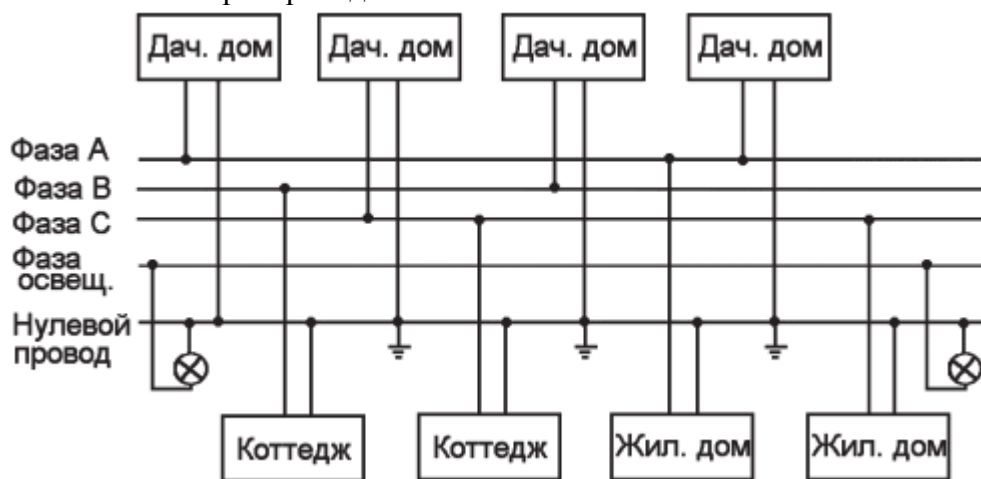 Дач. дом
Дач. дом
Дач. дом
Дач. дом
Фаза А
Фаза В
Фаза С
Фаза
освещ.
Нулевой
провод
Коттедж
Коттедж
Жил. дом
Жил. дом